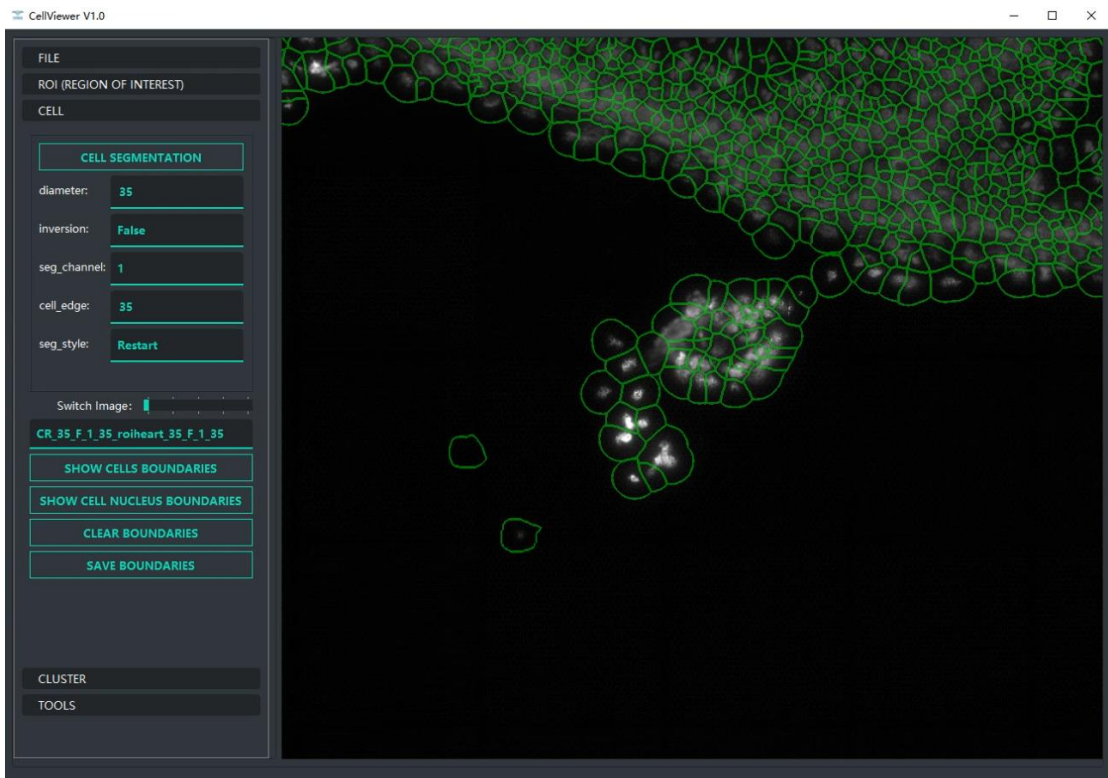 CellViewer V1.0
FILE
ROI (REGION OF INTEREST)
CELL
CELL SEGMENTATION
diameter: 35
inversion: False
seg_channel: 1
cell_edge: 35
seg_style: Restart
Switch Image:
CR_35_F_1_35_roiheart_35_F_1_35
SHOW CELLS BOUNDARIES
SHOW CELL NUCLEUS BOUNDARIES
CLEAR BOUNDARIES
SAVE BOUNDARIES
CLUSTER
TOOLS